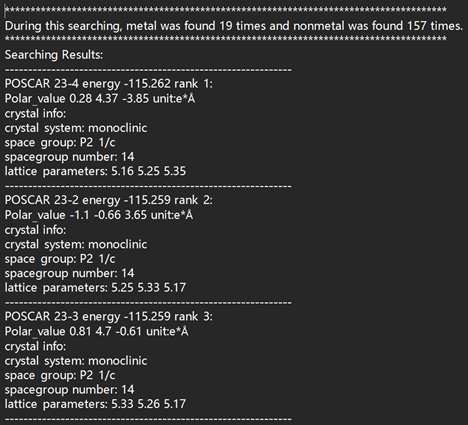 ****************************************************************************************
During this searching, metal was found 19 times and nonmetal was found 157 times.
****************************************************************************************
Searching Results:
--------------------------------------------------------------
POSCAR 23-4 energy -115.262 rank 1:
Polar_value 0.28 4.37 -3.85 unit:e*Å
crystal info:
crystal system: monoclinic
space group: P2 1/c
spacegroup number: 14
lattice parameters: 5.16 5.25 5.35
--------------------------------------------------------------
POSCAR 23-2 energy -115.259 rank 2:
Polar_value -1.1 -0.66 3.65 unit:e*Å
crystal info:
crystal system: monoclinic
space group: P2 1/c
spacegroup number: 14
lattice parameters: 5.25 5.33 5.17
--------------------------------------------------------------
POSCAR 23-3 energy -115.259 rank 3:
Polar_value 0.81 4.7 -0.61 unit:e*Å
crystal info:
crystal system: monoclinic
space group: P2 1/c
spacegroup number: 14
lattice parameters: 5.33 5.26 5.17
--------------------------------------------------------------